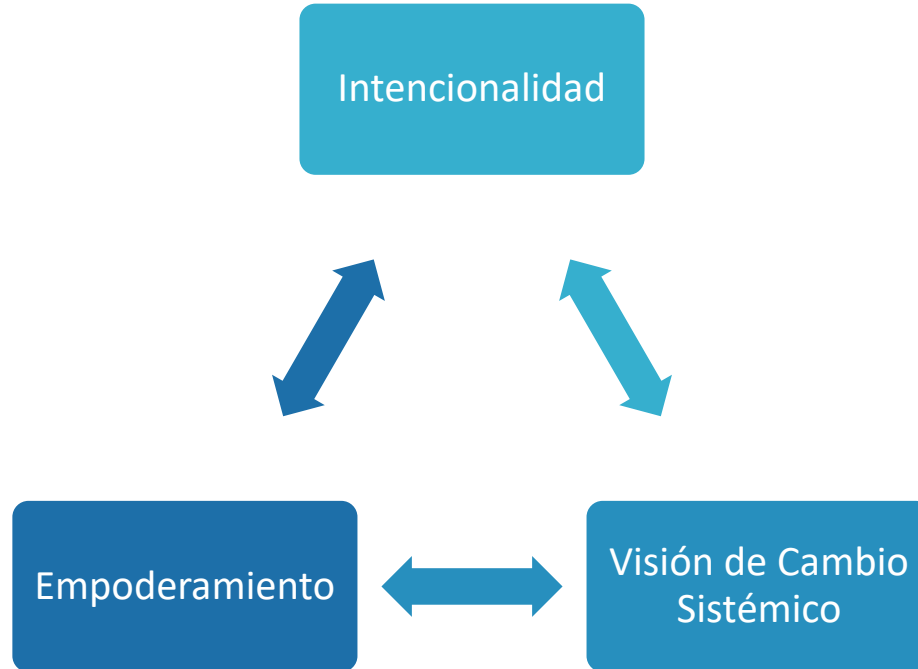 Intencionalidad
Empoderamiento
Visión de Cambio
Sistémico